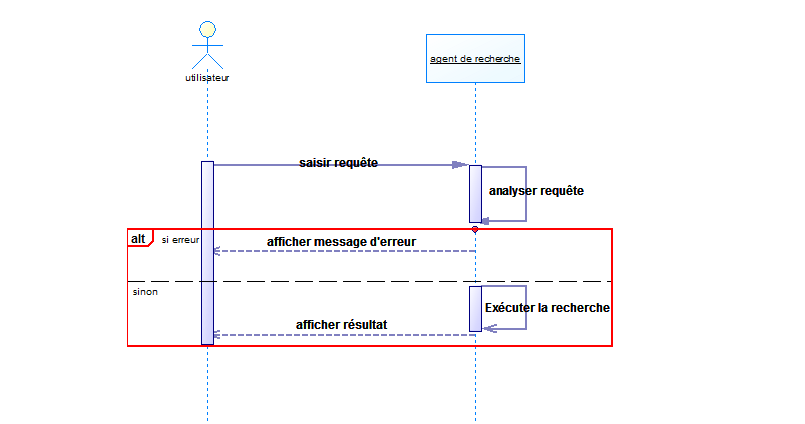 utilisateur
agent de recherche
saisir requête
analyser requête
alt
si erreur
afficher message d'erreur
sinon
Exécuter la recherche
afficher résultat